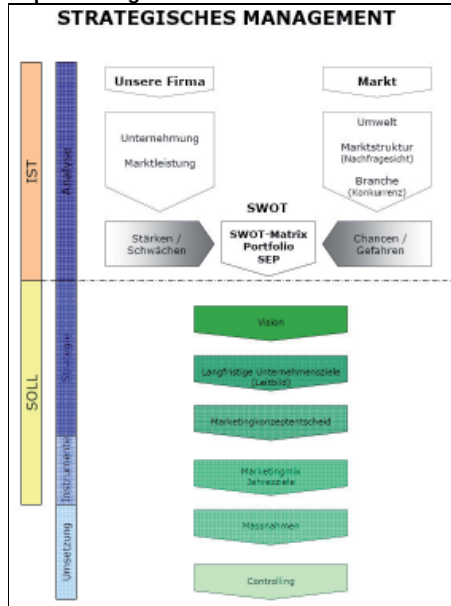 STRATEGISCHES MANAGEMENT
Unsere Firma
Markt
Unternehmung
Marktleistung
Umwelt
Marktstruktur
(Nachfragesicht)
Branche
(Konkurrenz)
SWOT
Stärken /
Schwächen
SWOT-Matrix
Portfolio
SEP
Chancen /
Gefahren
IST
Analyse
SOLL
Strategie
Instrumente
Umsetzung
Vision
Langfristige Unternehmensziele
(Leitbild)
Marketingkonzeptentscheid
Marketingmix
Jahresziele
Massnahmen
Controlling